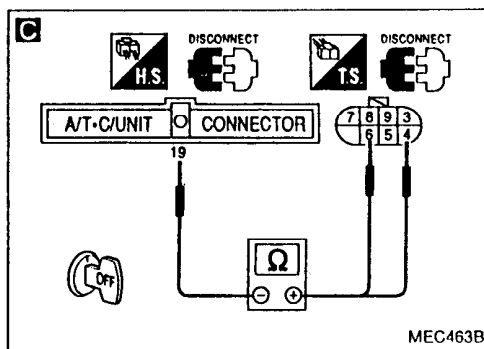 C
DISCONNECT
DISCONNECT
H.S.
T.S.
A/T•C/UNIT CONNECTOR
7 8 9 3
6 5 4
19
Ω
OFF
− +
MEC463B